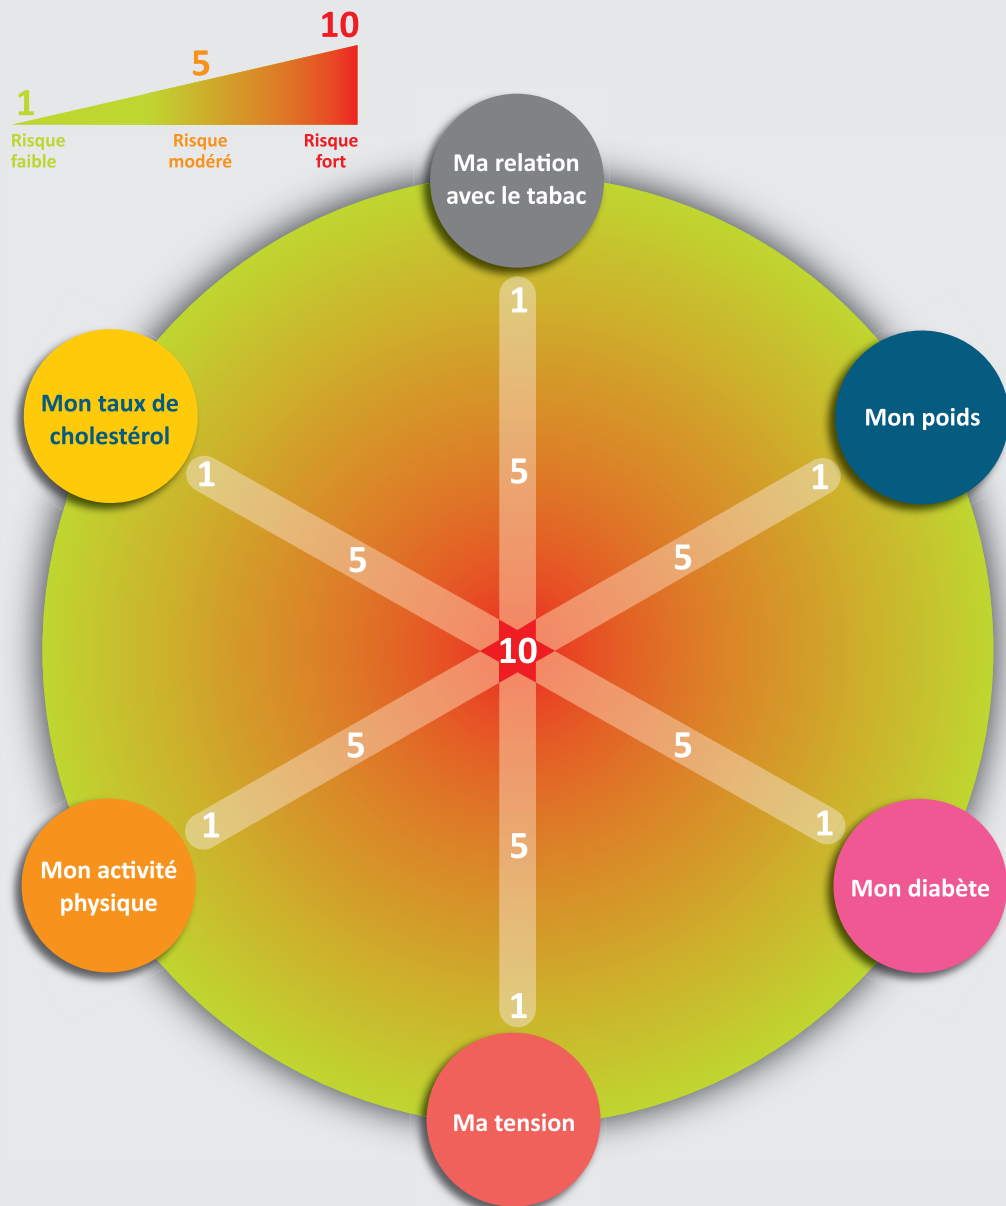 10
5
1
Risque
faible
Risque
modéré
Risque
fort
Ma relation
avec le tabac
1
Mon taux de
cholestérol
Mon poids
1
5
1
5
5
10
5
5
1
1
5
Mon activité
physique
Mon diabète
1
Ma tension